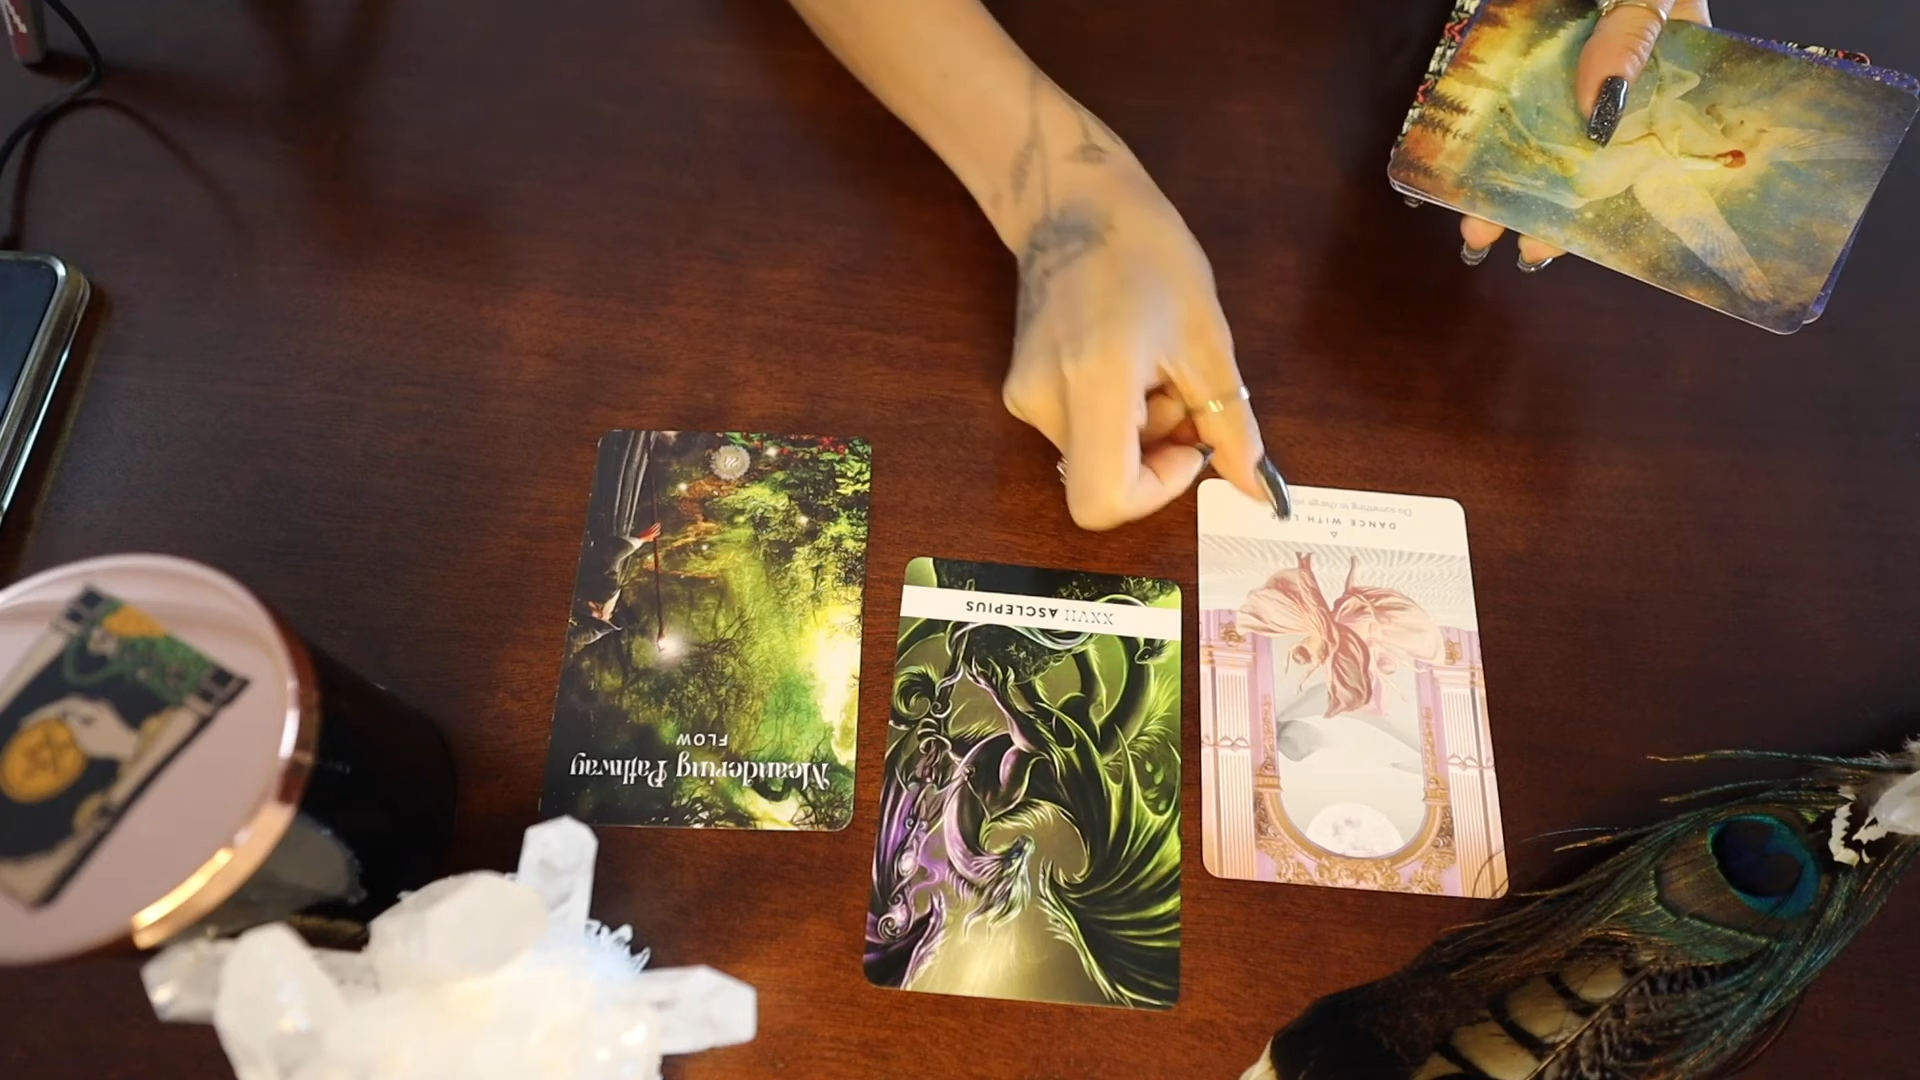 Meandering Pathway
FLOW
XXVII ASCLEPIUS
DANCE WITH
Do something to change